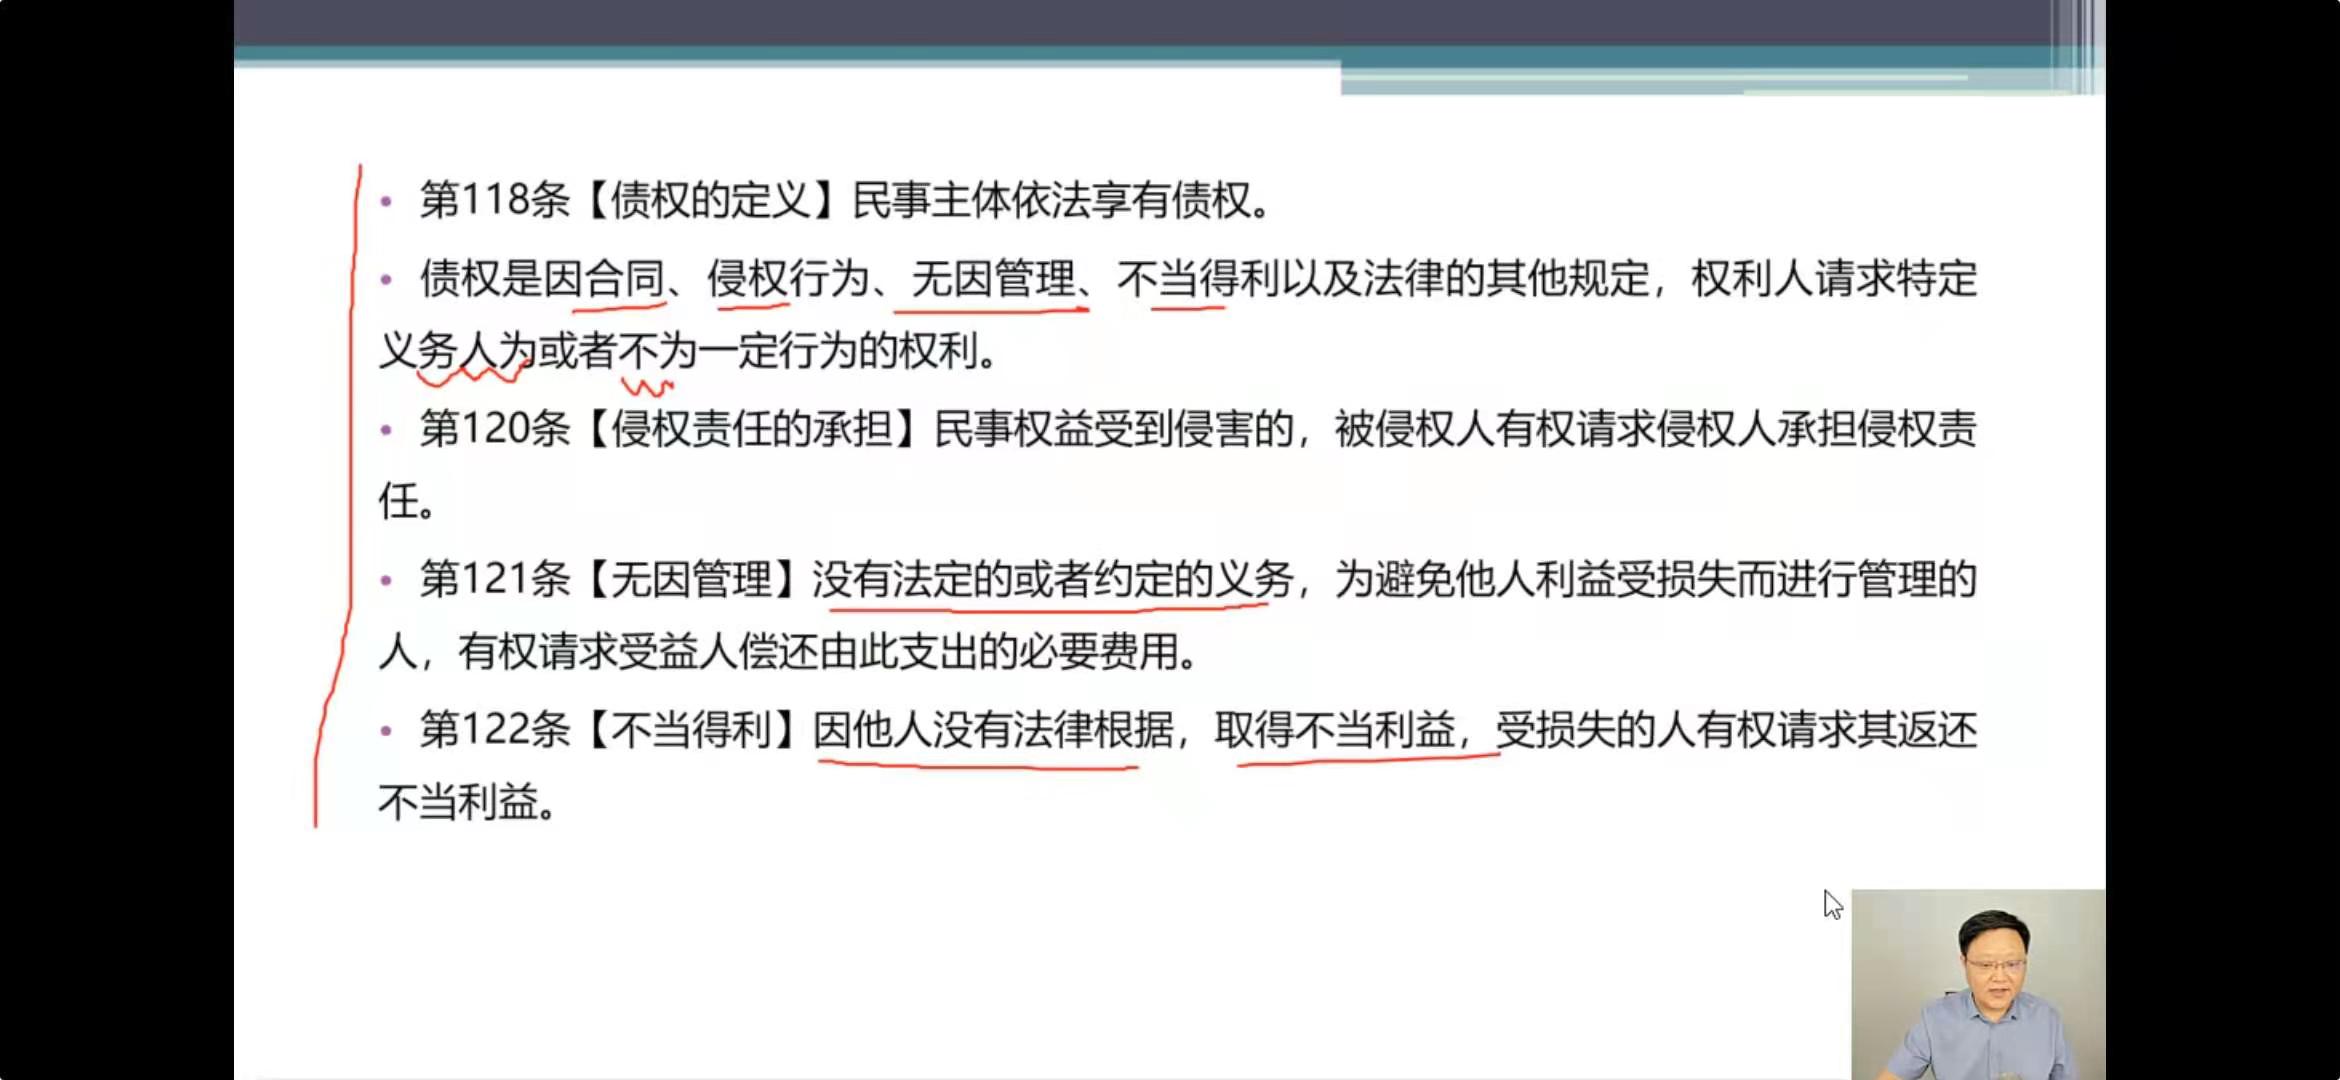 • 第118条【债权的定义】民事主体依法享有债权。
• 债权是因合同、侵权行为、无因管理、不当得利以及法律的其他规定，权利人请求特定
义务人为或者不为一定行为的权利。
• 第120条【侵权责任的承担】民事权益受到侵害的，被侵权人有权请求侵权人承担侵权责
任。
• 第121条【无因管理】没有法定的或者约定的义务，为避免他人利益受损失而进行管理的
人，有权请求受益人偿还由此支出的必要费用。
• 第122条【不当得利】因他人没有法律根据，取得不当利益，受损失的人有权请求其返还
不当利益。